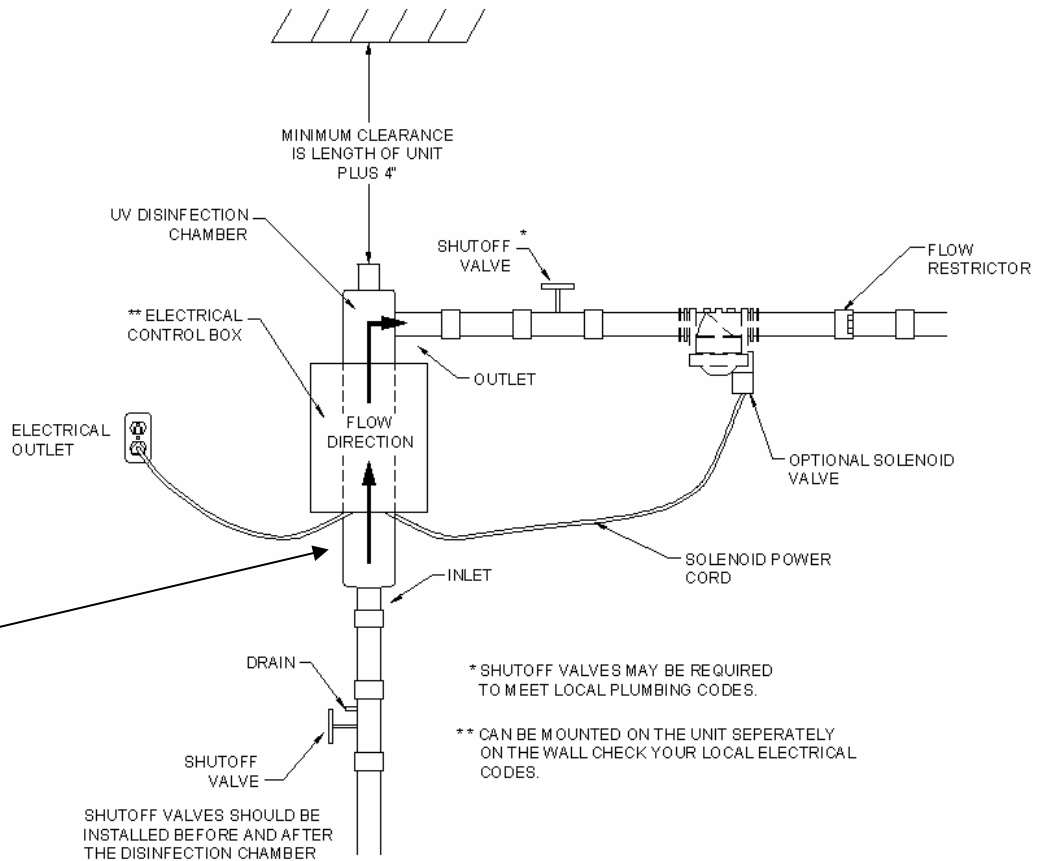 MINIMUM CLEARANCE
IS LENGTH OF UNIT
PLUS 4"
UV DISINFECTION
CHAMBER
SHUTOFF *
VALVE
FLOW
RESTRICTOR
** ELECTRICAL
CONTROL BOX
OUTLET
FLOW
DIRECTION
ELECTRICAL
OUTLET
OPTIONAL SOLENOID
VALVE
SOLENOID POWER
CORD
INLET
DRAIN
* SHUTOFF VALVES MAY BE REQUIRED
TO MEET LOCAL PLUMBING CODES.
** CAN BE MOUNTED ON THE UNIT SEPERATELY
ON THE WALL CHECK YOUR LOCAL ELECTRICAL
CODES.
SHUTOFF
VALVE
SHUTOFF VALVES SHOULD BE
INSTALLED BEFORE AND AFTER
THE DISINFECTION CHAMBER